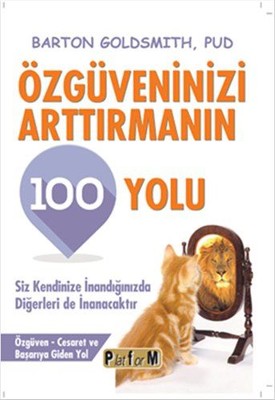 BARTON GOLDSMITH, PUD
ÖZGÜVENİNİZİ
ARTTIRMANIN
100 YOLU
Siz Kendinize İnandığınızda
Diğerleri de İnanacaktır
Özgüven - Cesaret ve
Başarıya Giden Yol
PlatforM